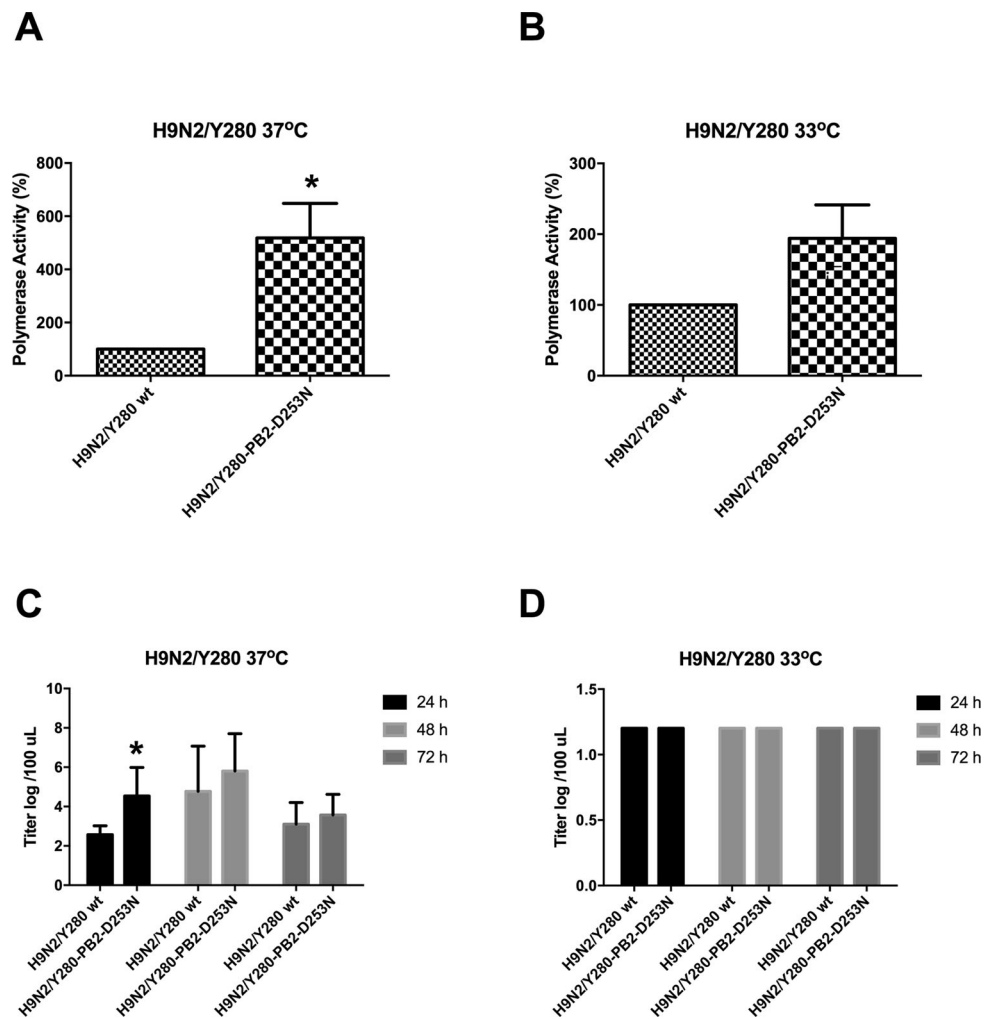 A
H9N2/Y280 37°C
Polymerase Activity (%)
800
600
400
200
0
*
H9N2/Y280 wt
H9N2/Y280-PB2-D253N
B
H9N2/Y280 33°C
Polymerase Activity (%)
300
200
100
0
H9N2/Y280 wt
H9N2/Y280-PB2-D253N
C
H9N2/Y280 37°C
Titer log /100 uL
10
8
6
4
2
0
*
24 h
48 h
72 h
H9N2/Y280 wt
H9N2/Y280-PB2-D253N
H9N2/Y280 wt
H9N2/Y280-PB2-D253N
H9N2/Y280 wt
H9N2/Y280-PB2-D253N
D
H9N2/Y280 33°C
Titer log /100 uL
1.5
1.0
0.5
0.0
24 h
48 h
72 h
H9N2/Y280 wt
H9N2/Y280-PB2-D253N
H9N2/Y280 wt
H9N2/Y280-PB2-D253N
H9N2/Y280 wt
H9N2/Y280-PB2-D253N